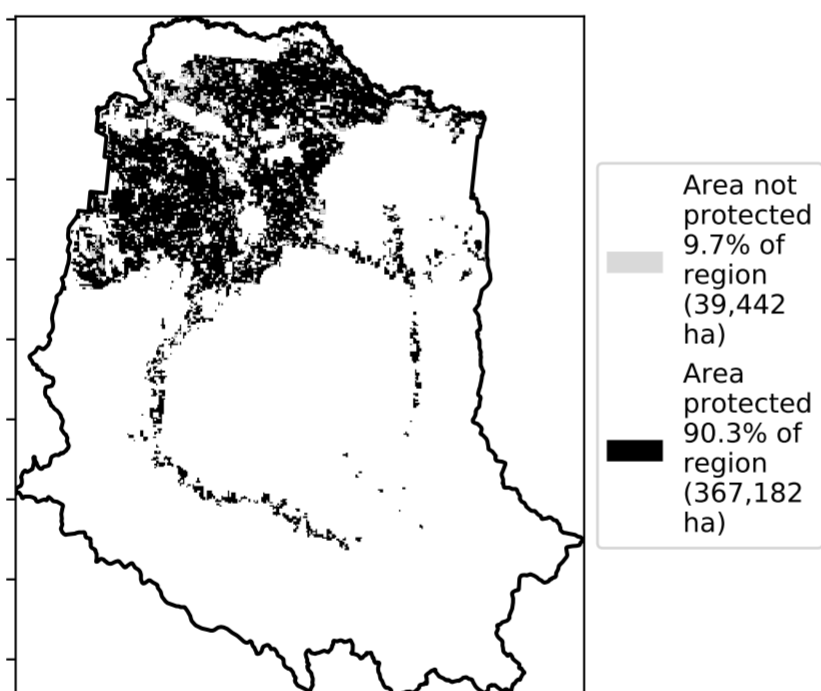 Area not
protected
9.7% of
region
(39,442
ha)
Area
protected
90.3% of
region
(367,182
ha)